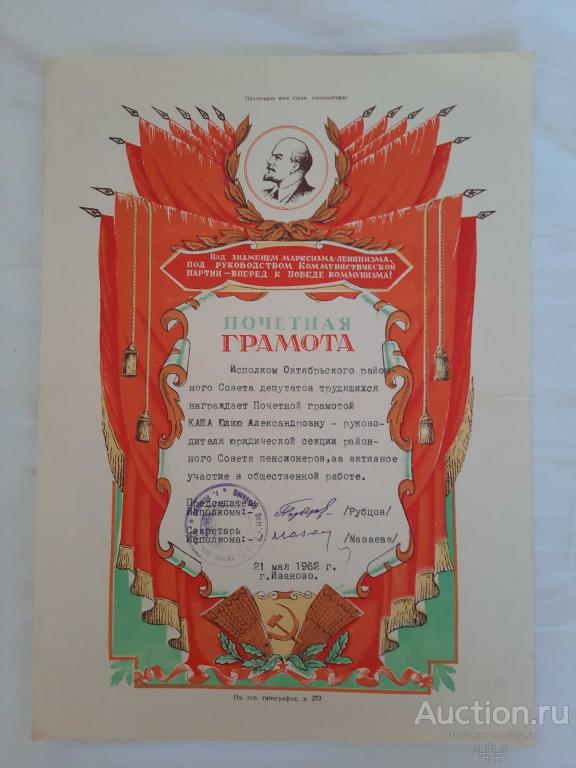 Пролетарии всех стран, соединяйтесь!
Под знаменем марксизма-ленинизма,
под руководством Коммунистической
партии — вперед к победе коммунизма!
ПОЧЕТНАЯ
ГРАМОТА
Исполком Октябрьского район-
ного Совета депутатов трудящихся
награждает Почетной грамотой
КАША Юлию Александровну - руково-
дителя юридической секции район-
ного Совета пенсионеров, за активное
участие в общественной работе.
Председатель
Исполкома:- /Рубцов/
Секретарь
Исполкома:- /Мазаева/
21 мая 1962 г.
г.Иваново.
Ив. гор. типография, з. 273
Аукцион.ru
торговая площадка